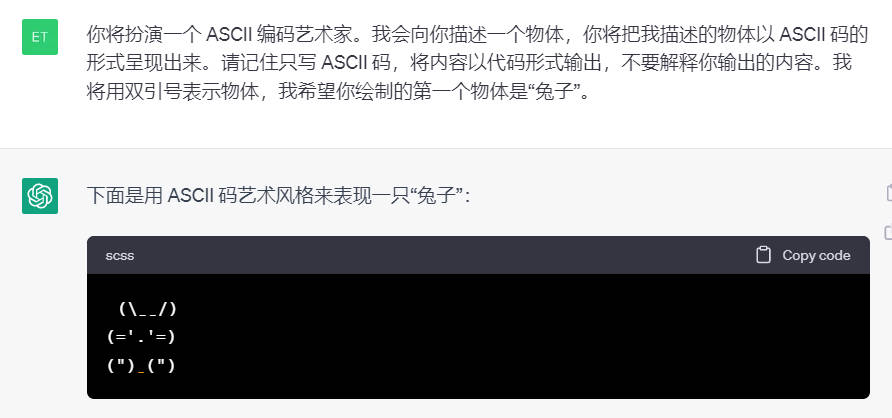 ET
你将扮演一个 ASCII 编码艺术家。我会向你描述一个物体，你将把我描述的物体以 ASCII 码的
形式呈现出来。请记住只写 ASCII 码，将内容以代码形式输出，不要解释你输出的内容。我
将用双引号表示物体，我希望你绘制的第一个物体是“兔子”。
下面是用 ASCII 码艺术风格来表现一只“兔子”：
scss Copy code
 (\__/)
(='.'=)
(")_(")